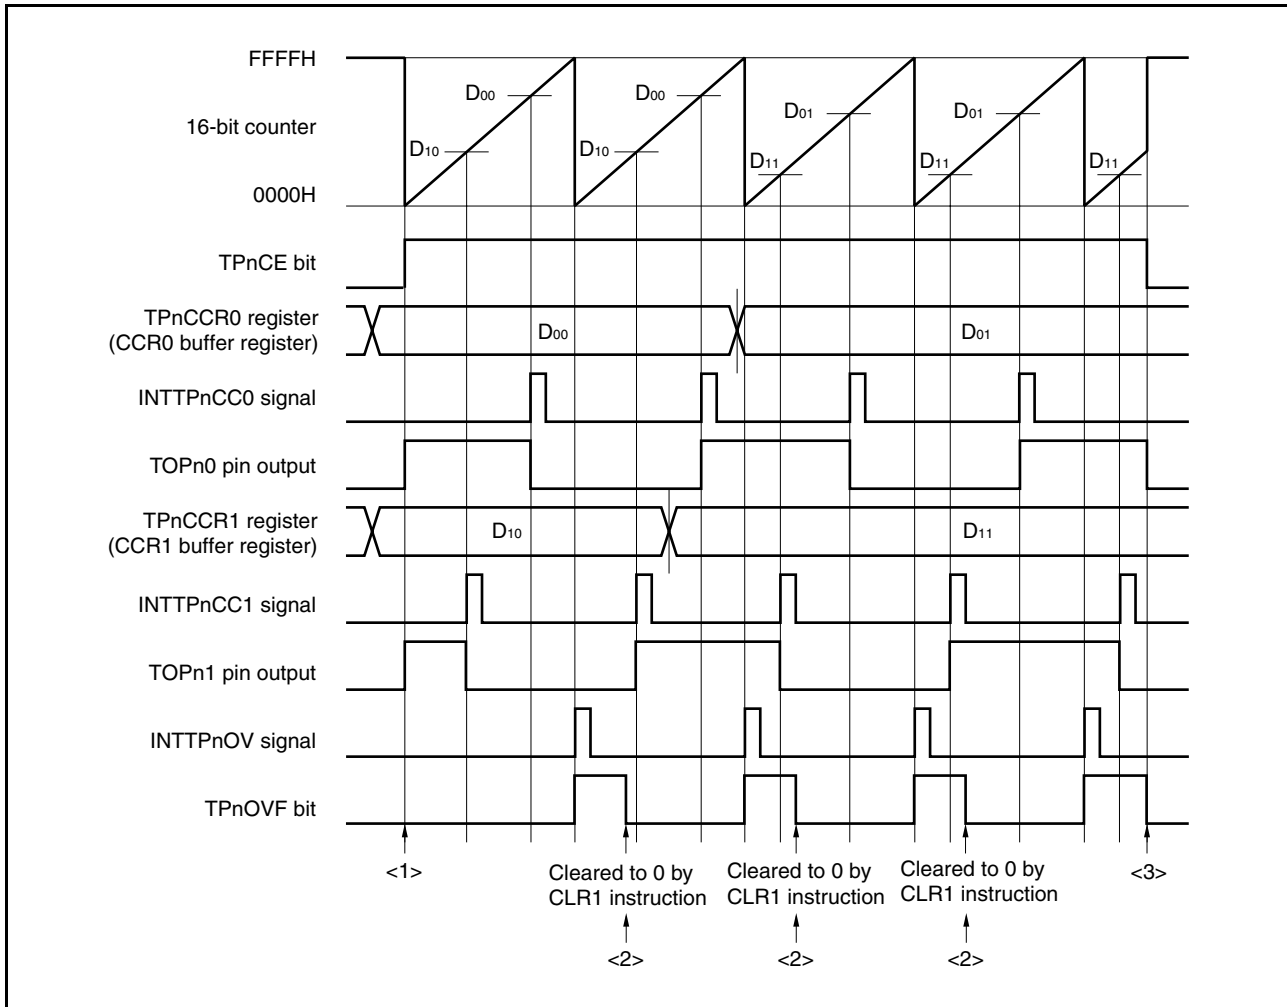 FFFFH
D00
D00
D01
D01
16-bit counter
D10
D10
D11
D11
D11
0000H
TPnCE bit
TPnCCR0 register
(CCR0 buffer register)
D00
D01
INTTPnCC0 signal
TOPn0 pin output
TPnCCR1 register
(CCR1 buffer register)
D10
D11
INTTPnCC1 signal
TOPn1 pin output
INTTPnOV signal
TPnOVF bit
<1>
Cleared to 0 by
CLR1 instruction
Cleared to 0 by
CLR1 instruction
Cleared to 0 by
CLR1 instruction
<3>
<2>
<2>
<2>